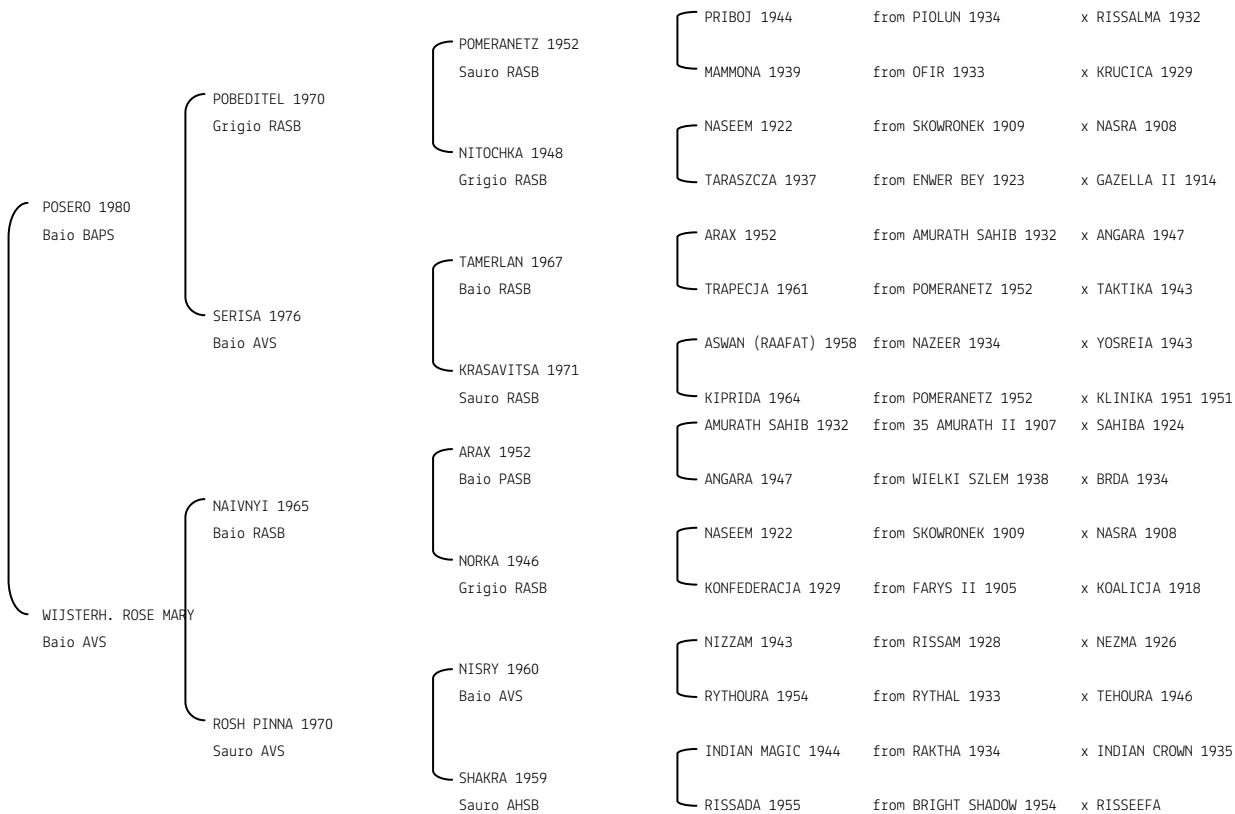 PRIBOJ 1944 from PIOLUN 1934 x RISSALMA 1932
POMERANETZ 1952
Sauro RASB
MAMMONA 1939 from OFIR 1933 x KRUCICA 1929
POBEDITEL 1970
Grigio RASB
NASEEM 1922 from SKOWRONEK 1909 x NASRA 1908
NITOCHKA 1948
Grigio RASB
TARASZCZA 1937 from ENWER BEY 1923 x GAZELLA II 1914
POSERO 1980
Baio BAPS
ARAX 1952 from AMURATH SAHIB 1932 x ANGARA 1947
TAMERLAN 1967
Baio RASB
TRAPECJA 1961 from POMERANETZ 1952 x TAKTIKA 1943
SERISA 1976
Baio AVS
ASWAN (RAAFAT) 1958 from NAZEER 1934 x YOSREIA 1943
KRASAVITSA 1971
Sauro RASB
KIPRIDA 1964 from POMERANETZ 1952 x KLINIKA 1951 1951
AMURATH SAHIB 1932 from 35 AMURATH II 1907 x SAHIBA 1924
ARAX 1952
Baio PASB
ANGARA 1947 from WIELKI SZLEM 1938 x BRDA 1934
NAIVNYI 1965
Baio RASB
NASEEM 1922 from SKOWRONEK 1909 x NASRA 1908
NORKA 1946
Grigio RASB
KONFEDERACJA 1929 from FARYS II 1905 x KOALICJA 1918
WIJSTERH. ROSE MARY
Baio AVS
NIZZAM 1943 from RISSAM 1928 x NEZMA 1926
NISRY 1960
Baio AVS
RYTHOURA 1954 from RYTHAL 1933 x TEHOURA 1946
ROSH PINNA 1970
Sauro AVS
INDIAN MAGIC 1944 from RAKTHA 1934 x INDIAN CROWN 1935
SHAKRA 1959
Sauro AHSB
RISSADA 1955 from BRIGHT SHADOW 1954 x RISSEEFA